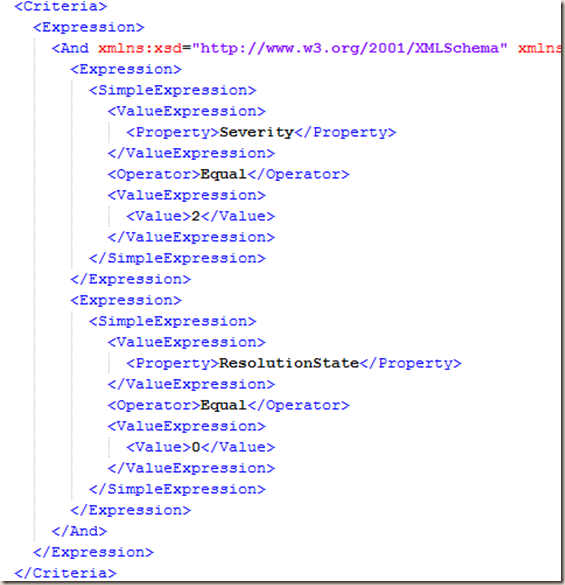 <Criteria>
<Expression>
<And xmlns:xsd="http://www.w3.org/2001/XMLSchema" xmlns
<Expression>
<SimpleExpression>
<ValueExpression>
<Property>Severity</Property>
</ValueExpression>
<Operator>Equal</Operator>
<ValueExpression>
<Value>2</Value>
</ValueExpression>
</SimpleExpression>
</Expression>
<Expression>
<SimpleExpression>
<ValueExpression>
<Property>ResolutionState</Property>
</ValueExpression>
<Operator>Equal</Operator>
<ValueExpression>
<Value>0</Value>
</ValueExpression>
</SimpleExpression>
</Expression>
</And>
</Expression>
</Criteria>